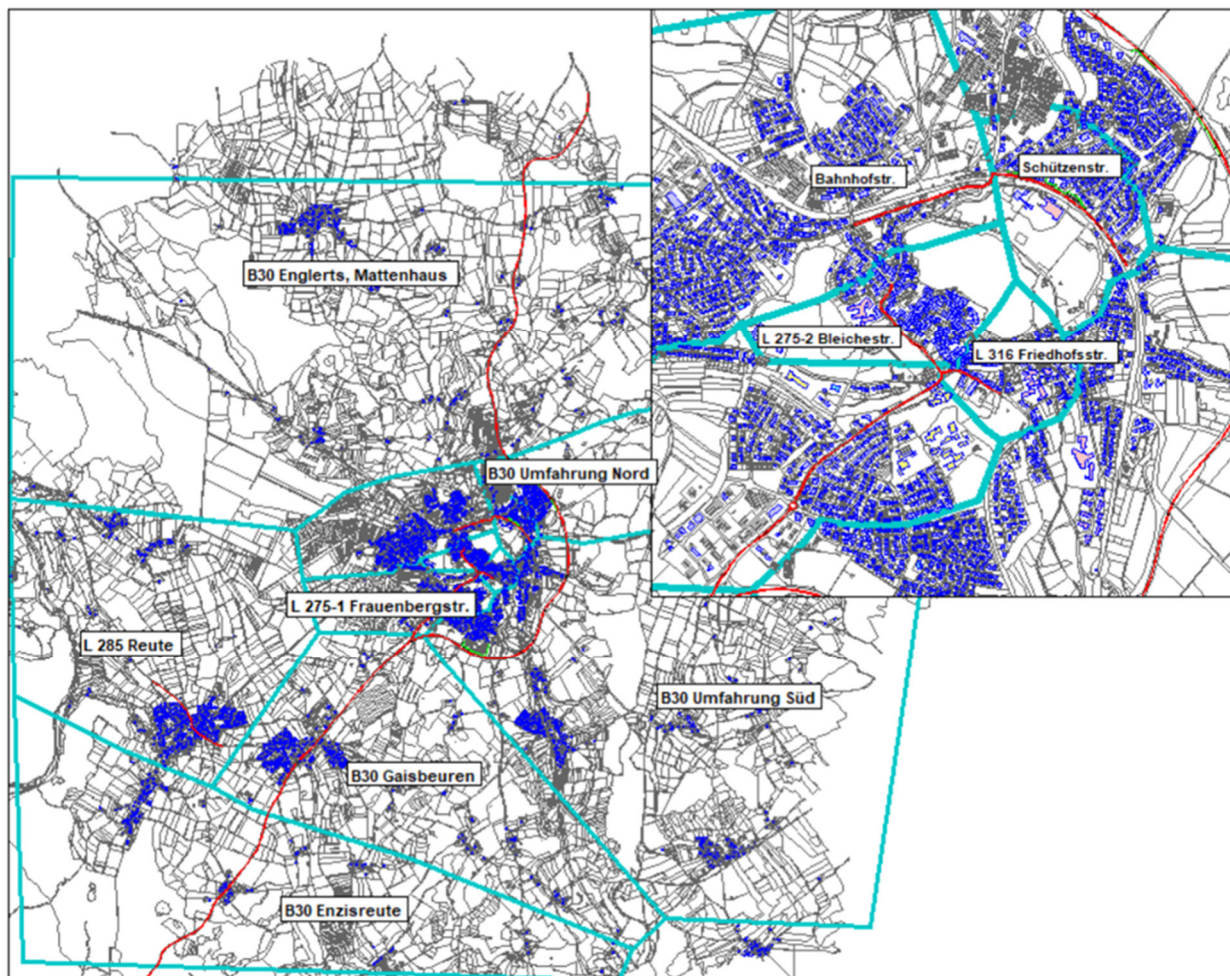 Bahnhofstr.
Schützenstr.
B30 Englerts, Mattenhaus
L 275-2 Bleichestr.
L 316 Friedhofsstr.
B30 Umfahrung Nord
L 275-1 Frauenbergstr.
L 285 Reute
B30 Umfahrung Süd
B30 Gaisbeuren
B30 Enzisreute